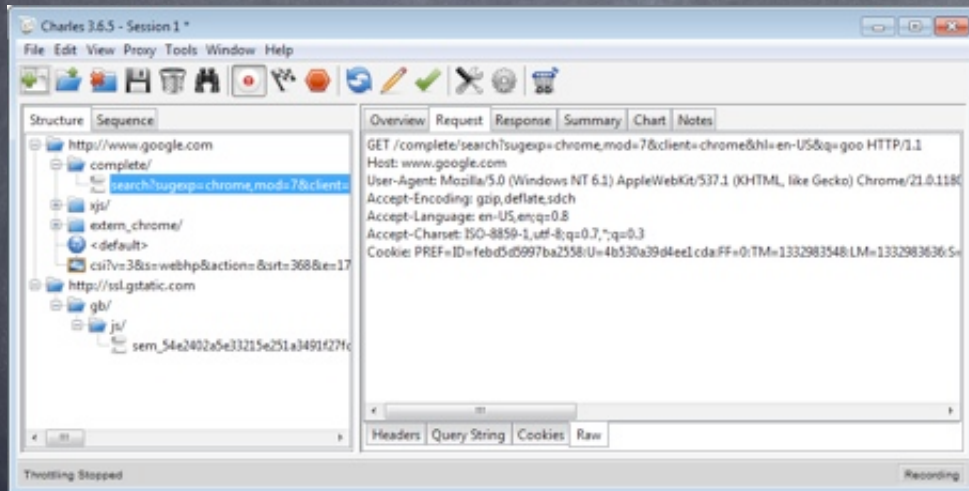 Charles 3.6.5 - Session 1 *
File Edit View Proxy Tools Window Help
Structure Sequence
http://www.google.com
complete/
search?sugexp=chrome,mod=7&client=
xjs/
extern_chrome/
<default>
csi?v=3&s=webhp&action=&srt=368&e=17
http://ssl.gstatic.com
gb/
js/
sem_54e2402a5e33215e251a3491f27fc
Overview Request Response Summary Chart Notes
GET /complete/search?sugexp=chrome,mod=7&client=chrome&hl=en-US&q=goo HTTP/1.1
Host: www.google.com
User-Agent: Mozilla/5.0 (Windows NT 6.1) AppleWebKit/537.1 (KHTML, like Gecko) Chrome/21.0.1180
Accept-Encoding: gzip,deflate,sdch
Accept-Language: en-US,en;q=0.8
Accept-Charset: ISO-8859-1,utf-8;q=0.7,*;q=0.3
Cookie: PREF=ID=febd5d5997ba2558:U=4b530a39d4ee1cda:FF=0:TM=1332983548:LM=1332983636:S=
Headers Query String Cookies Raw
Throttling Stopped
Recording